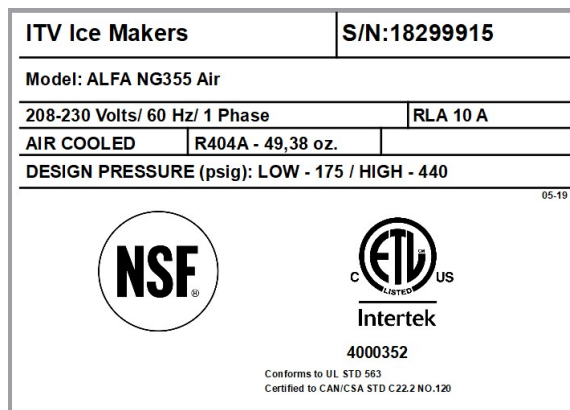 ITV Ice Makers S/N:18299915
Model: ALFA NG355 Air
208-230 Volts/ 60 Hz/ 1 Phase RLA 10 A
AIR COOLED R404A - 49,38 oz.
DESIGN PRESSURE (psig): LOW - 175 / HIGH - 440
05-19
NSF®
ETL
C US
LISTED
Intertek
4000352
Conforms to UL STD 563
Certified to CAN/CSA STD C22.2 NO.120